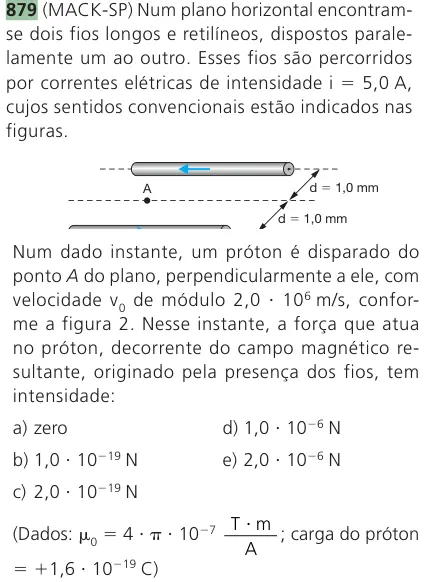 879 (MACK-SP) Num plano horizontal encontram-
se dois fios longos e retilíneos, dispostos parale-
lamente um ao outro. Esses fios são percorridos
por correntes elétricas de intensidade i = 5,0 A,
cujos sentidos convencionais estão indicados nas
figuras.
A
d = 1,0 mm
d = 1,0 mm
Num dado instante, um próton é disparado do
ponto A do plano, perpendicularmente a ele, com
velocidade v₀ de módulo 2,0 · 10⁶ m/s, confor-
me a figura 2. Nesse instante, a força que atua
no próton, decorrente do campo magnético re-
sultante, originado pela presença dos fios, tem
intensidade:
a) zero d) 1,0 · 10⁻⁶ N
b) 1,0 · 10⁻¹⁹ N e) 2,0 · 10⁻⁶ N
c) 2,0 · 10⁻¹⁹ N
(Dados: μ₀ = 4 · π · 10⁻⁷ T · m / A ; carga do próton
= +1,6 · 10⁻¹⁹ C)